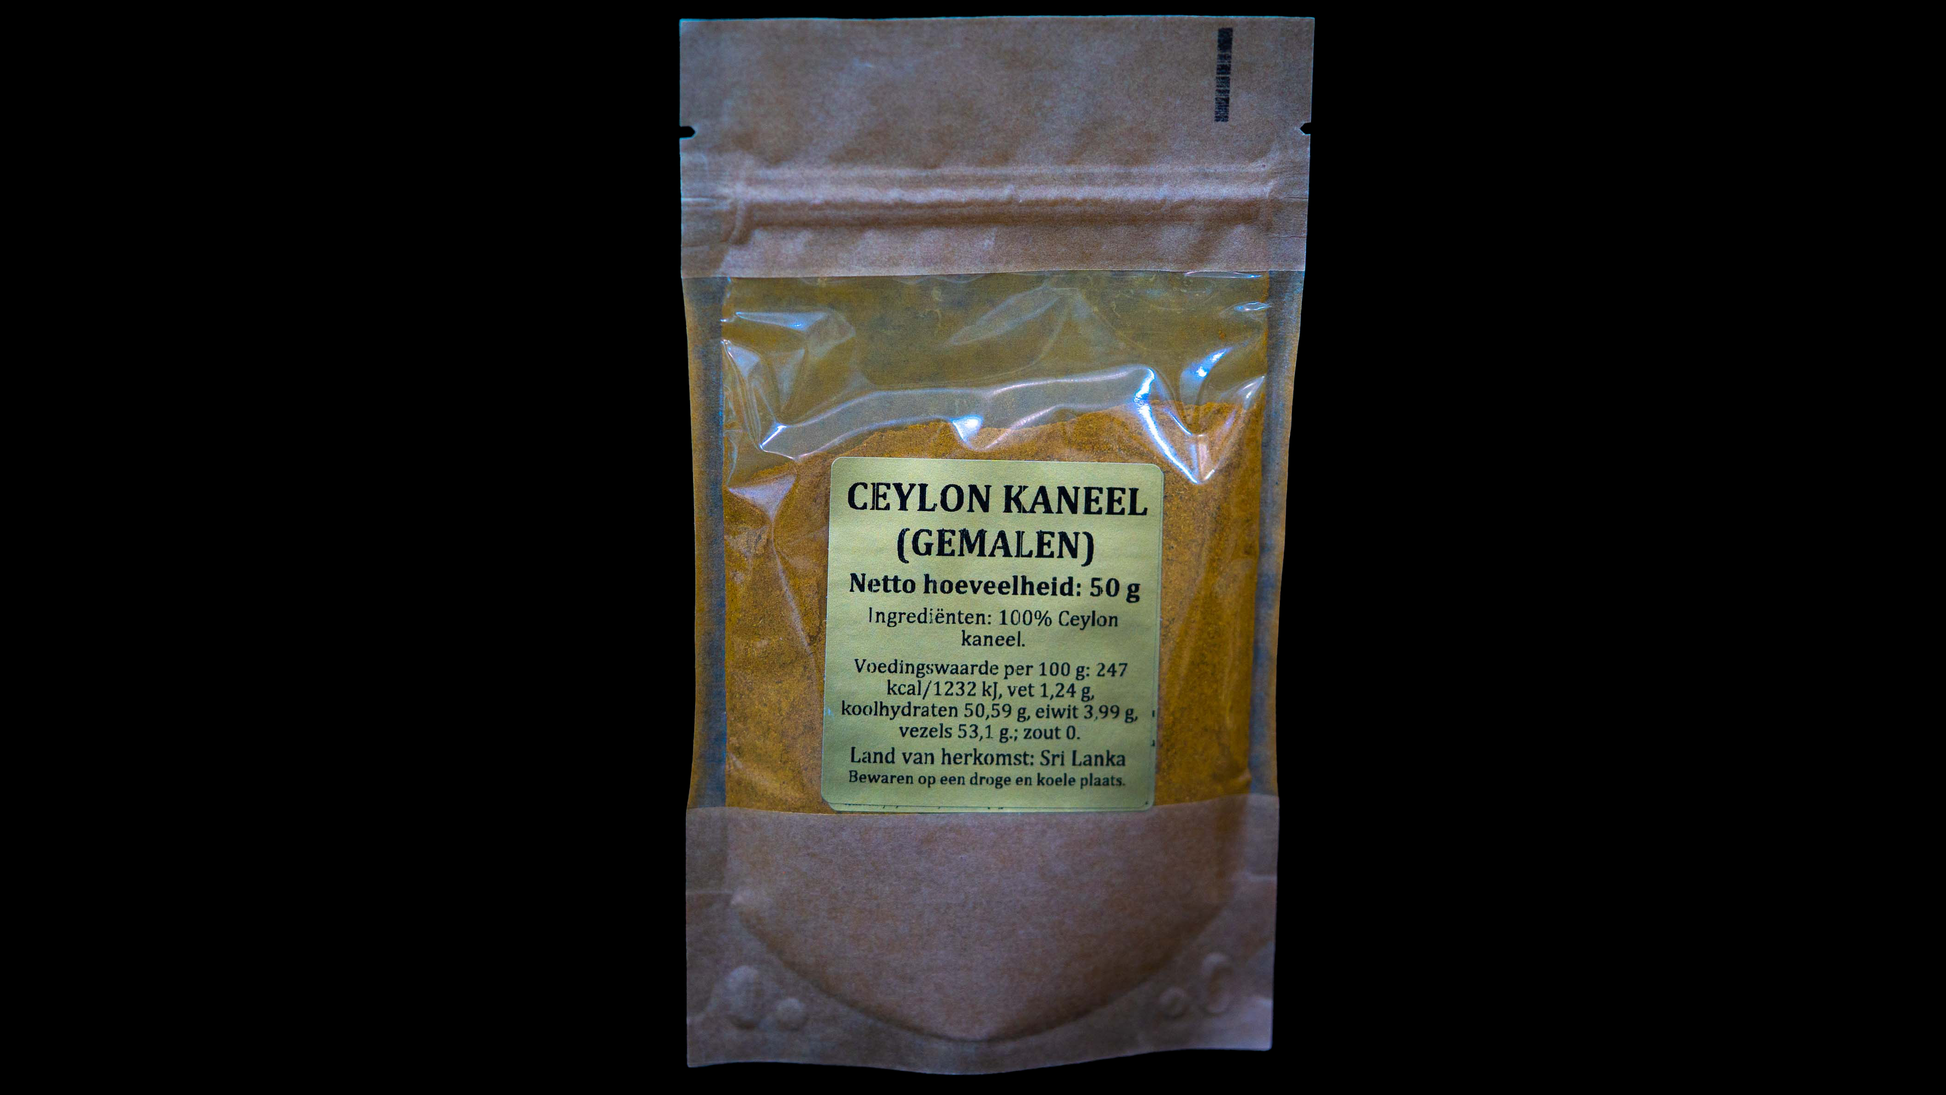 CEYLON KANEEL
(GEMALEN)
Netto hoeveelheid: 50 g
Ingrediënten: 100% Ceylon
kaneel.
Voedingswaarde per 100 g: 247
kcal/1232 kJ, vet 1,24 g,
koolhydraten 50,59 g, eiwit 3,99 g,
vezels 53,1 g.; zout 0.
Land van herkomst: Sri Lanka
Bewaren op een droge en koele plaats.